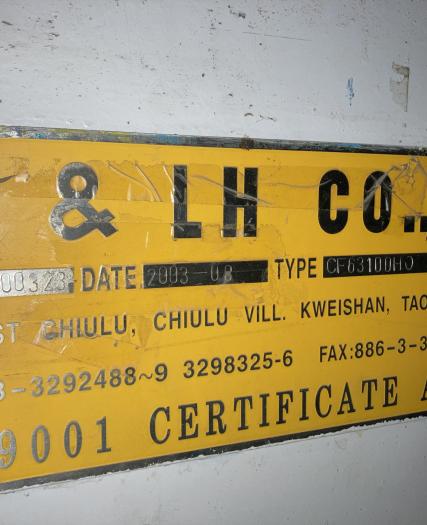 & LH CO.,
00323 DATE 2003-08 TYPE CF63100HO
ST CHIULU, CHIULU VILL. KWEISHAN, TAO
3-3292488~9 3298325-6 FAX:886-3-3
9001 CERTIFICATE A